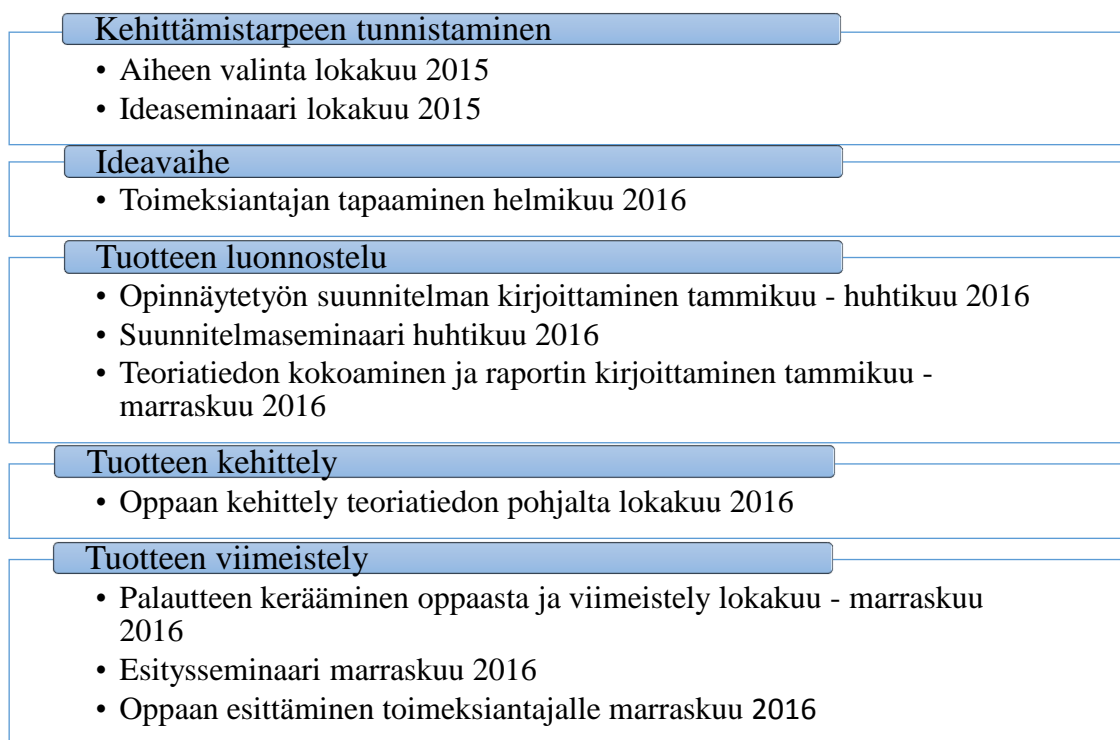 Kehittämistarpeen tunnistaminen
• Aiheen valinta lokakuu 2015
• Ideaseminaari lokakuu 2015
Ideavaihe
• Toimeksiantajan tapaaminen helmikuu 2016
Tuotteen luonnostelu
• Opinnäytetyön suunnitelman kirjoittaminen tammikuu - huhtikuu 2016
• Suunnitelmaseminaari huhtikuu 2016
• Teoriatiedon kokoaminen ja raportin kirjoittaminen tammikuu -
marraskuu 2016
Tuotteen kehittely
• Oppaan kehittely teoriatiedon pohjalta lokakuu 2016
Tuotteen viimeistely
• Palautteen kerääminen oppaasta ja viimeistely lokakuu - marraskuu
2016
• Esitysseminaari marraskuu 2016
• Oppaan esittäminen toimeksiantajalle marraskuu 2016